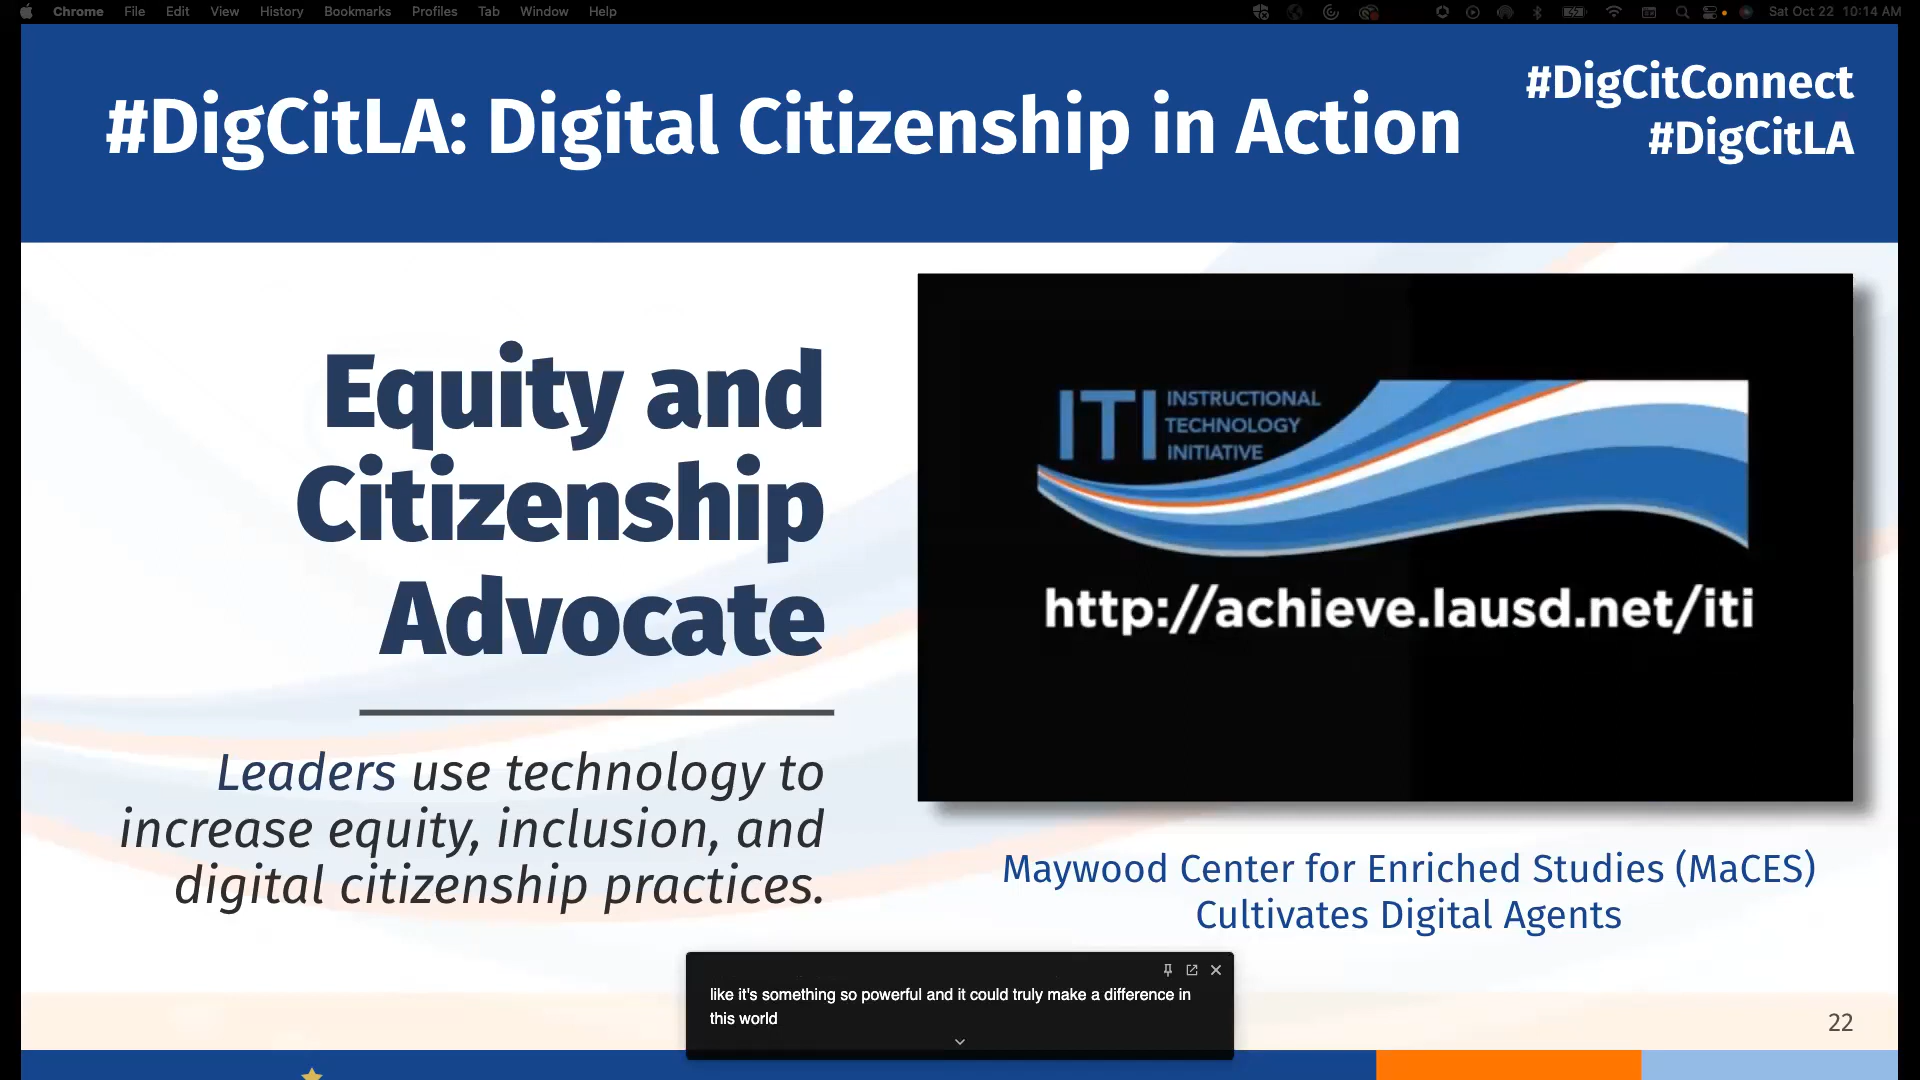 Chrome File Edit View History Bookmarks Profiles Tab Window Help Sat Oct 22 10:14 AM
#DigCitLA: Digital Citizenship in Action
#DigCitConnect
#DigCitLA
Equity and
Citizenship
Advocate
Leaders use technology to
increase equity, inclusion, and
digital citizenship practices.
ITI
INSTRUCTIONAL
TECHNOLOGY
INITIATIVE
http://achieve.lausd.net/iti
Maywood Center for Enriched Studies (MaCES)
Cultivates Digital Agents
like it's something so powerful and it could truly make a difference in
this world
22